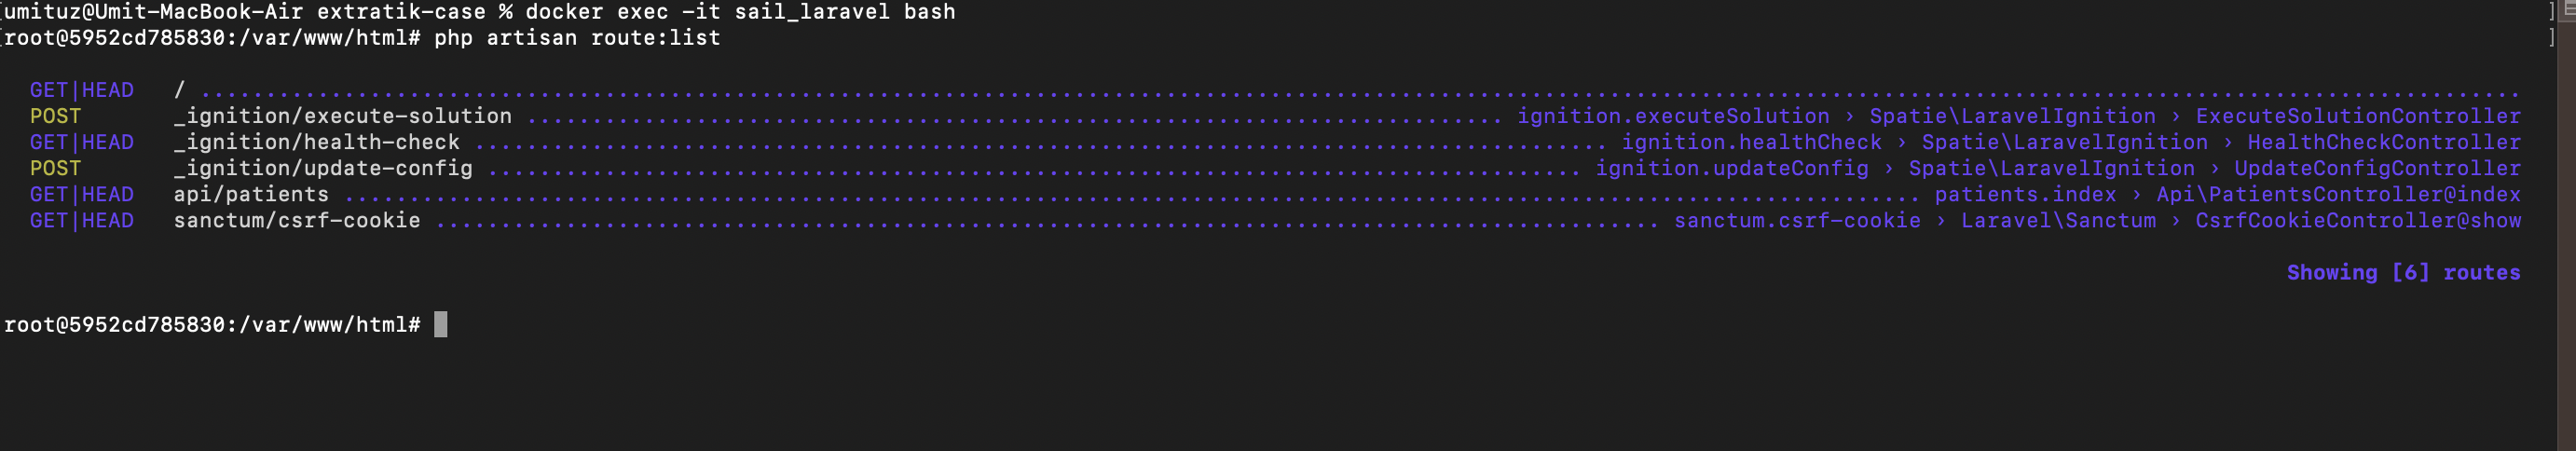 umituz@Umit-MacBook-Air extratik-case % docker exec -it sail_laravel bash
root@5952cd785830:/var/www/html# php artisan route:list
GET|HEAD / ................................................................................................................................................................................
POST _ignition/execute-solution ........................................................................... ignition.executeSolution › Spatie\LaravelIgnition › ExecuteSolutionController
GET|HEAD _ignition/health-check ....................................................................................... ignition.healthCheck › Spatie\LaravelIgnition › HealthCheckController
POST _ignition/update-config .................................................................................... ignition.updateConfig › Spatie\LaravelIgnition › UpdateConfigController
GET|HEAD api/patients ......................................................................................................................... patients.index › Api\PatientsController@index
GET|HEAD sanctum/csrf-cookie .............................................................................................. sanctum.csrf-cookie › Laravel\Sanctum › CsrfCookieController@show
Showing [6] routes
root@5952cd785830:/var/www/html#